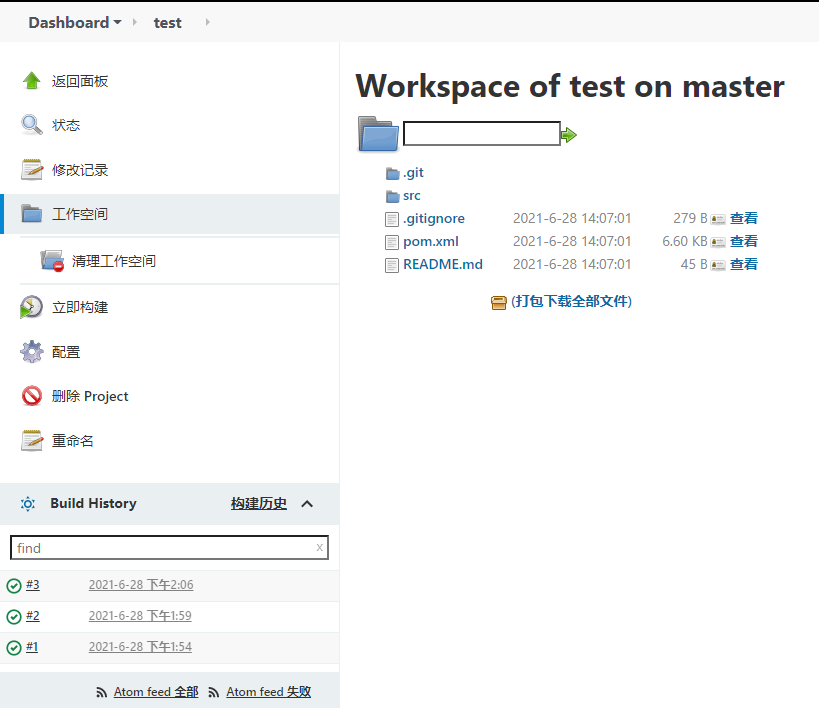 Dashboard test
返回面板
状态
修改记录
工作空间
清理工作空间
立即构建
配置
删除 Project
重命名
Build History 构建历史
find x
#3 2021-6-28 下午2:06
#2 2021-6-28 下午1:59
#1 2021-6-28 下午1:54
Atom feed 全部 Atom feed 失败
Workspace of test on master
.git
src
.gitignore 2021-6-28 14:07:01 279 B 查看
pom.xml 2021-6-28 14:07:01 6.60 KB 查看
README.md 2021-6-28 14:07:01 45 B 查看
(打包下载全部文件)